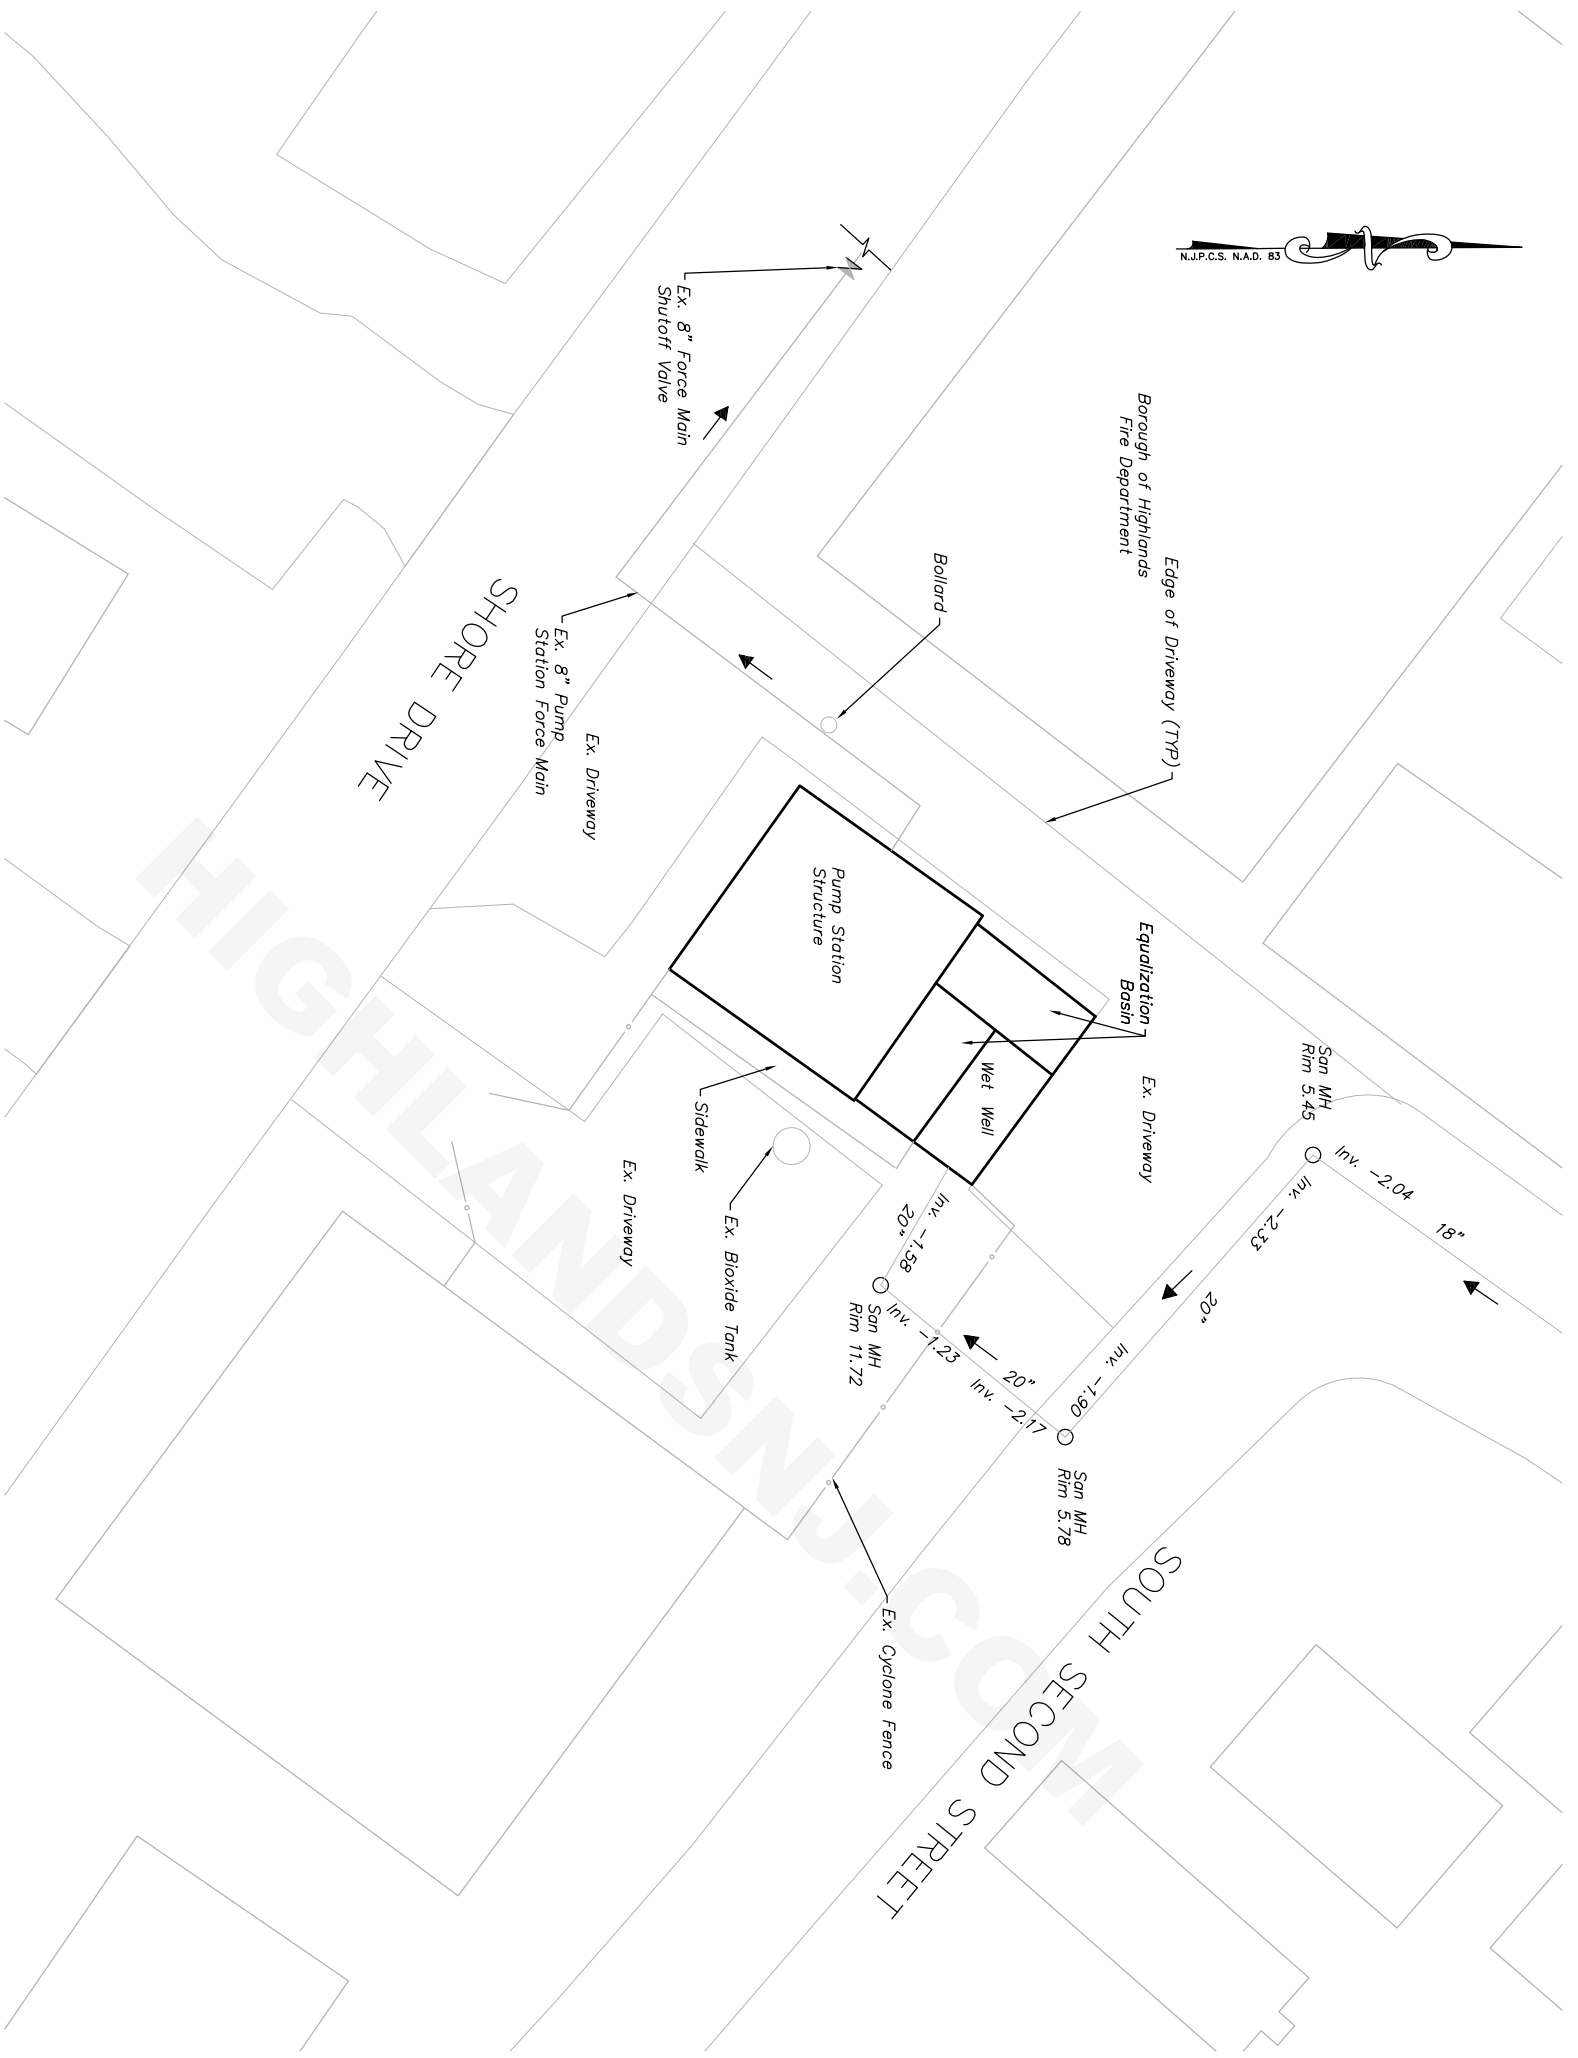 N.J.P.C.S. N.A.D. 83
Borough of Highlands
Fire Department
Edge of Driveway (TYP)
Ex. 8" Force Main
Shutoff Valve
Bollard
Ex. 8" Pump
Station Force Main
Ex. Driveway
SHORE DRIVE
Pump Station
Structure
Equalization
Basin
Wet Well
Ex. Driveway
San MH
Rim 5.45
Inv. -2.04
18"
Inv. -2.33
20"
Inv. -1.90
San MH
Rim 5.78
Inv. -2.17
20"
Inv. -1.23
San MH
Rim 11.72
Inv. -1.58
20"
Sidewalk
Ex. Bioxide Tank
Ex. Driveway
Ex. Cyclone Fence
SOUTH SECOND STREET
HIGHLANDSNJ.COM